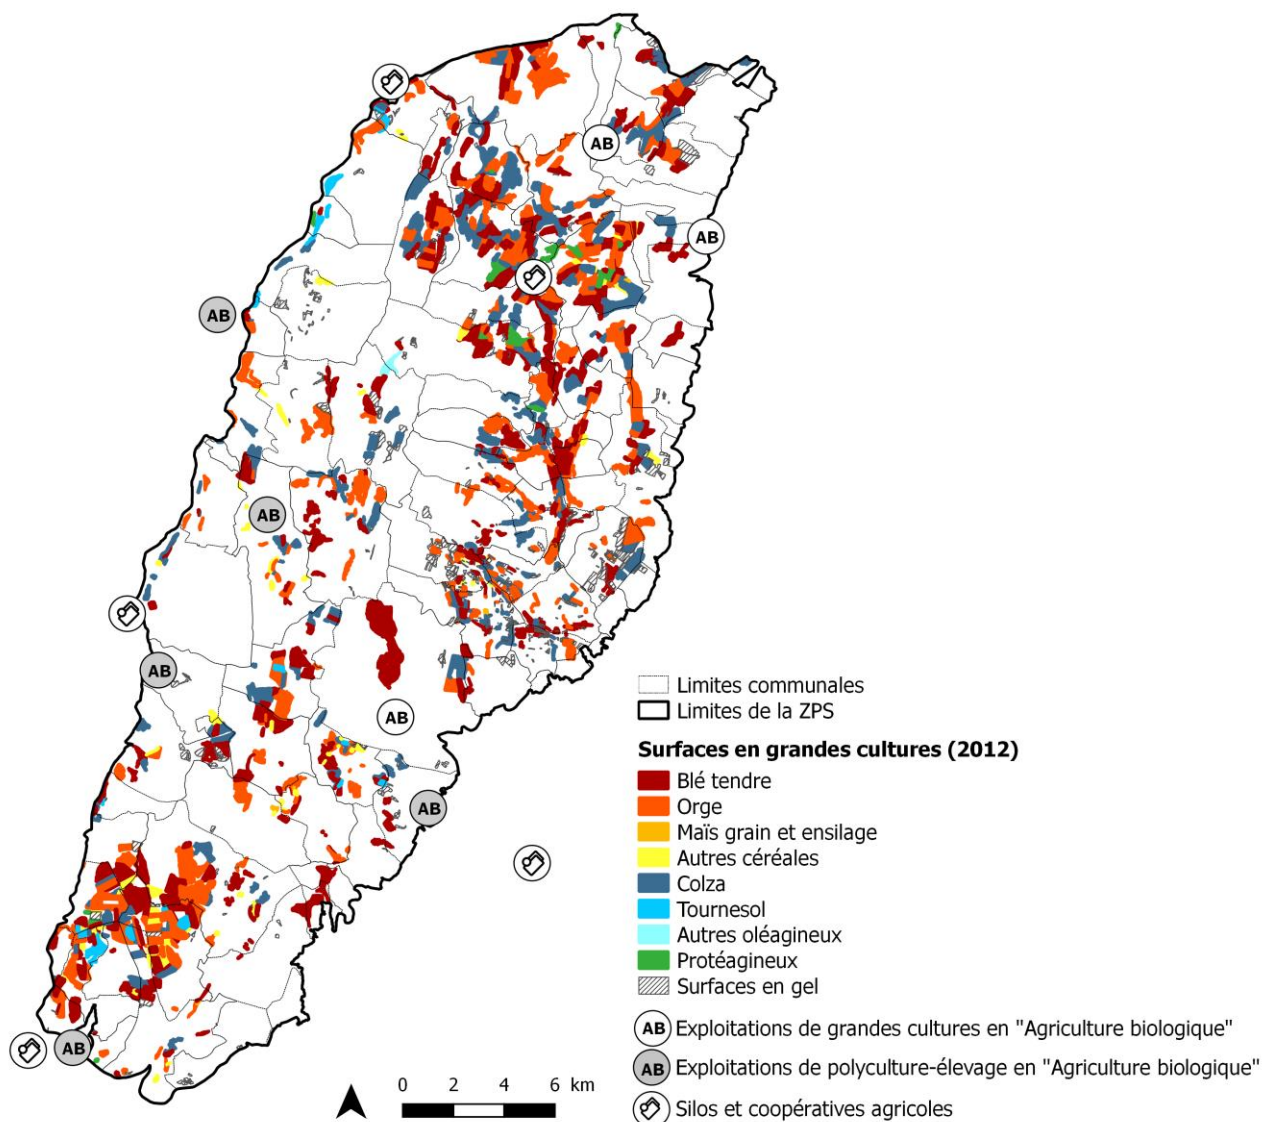 AB
AB
AB
AB
AB
AB
AB
AB
Limites communales
Limites de la ZPS
Surfaces en grandes cultures (2012)
Blé tendre
Orge
Maïs grain et ensilage
Autres céréales
Colza
Tournesol
Autres oléagineux
Protéagineux
Surfaces en gel
AB Exploitations de grandes cultures en "Agriculture biologique"
AB Exploitations de polyculture-élevage en "Agriculture biologique"
Silos et coopératives agricoles
0 2 4 6 km